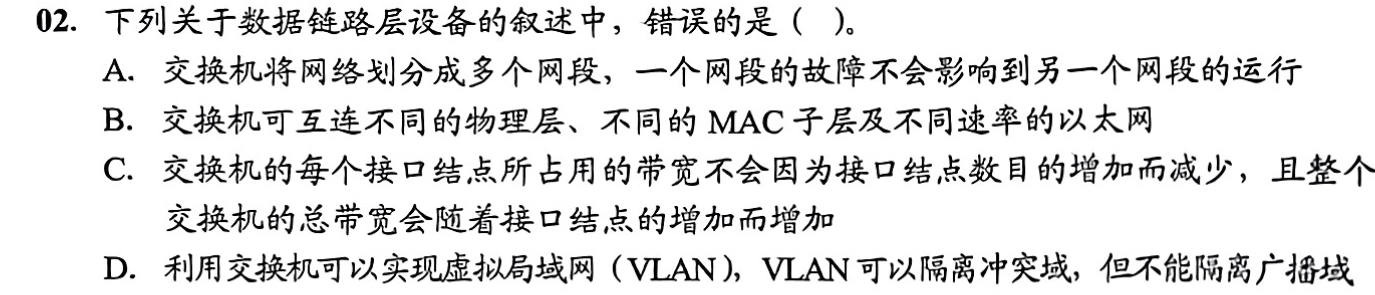 02. 下列关于数据链路层设备的叙述中，错误的是（ ）。
A. 交换机将网络划分成多个网段，一个网段的故障不会影响到另一个网段的运行
B. 交换机可互连不同的物理层、不同的 MAC 子层及不同速率的以太网
C. 交换机的每个接口结点所占用的带宽不会因为接口结点数目的增加而减少，且整个
交换机的总带宽会随着接口结点的增加而增加
D. 利用交换机可以实现虚拟局域网（VLAN），VLAN 可以隔离冲突域，但不能隔离广播域